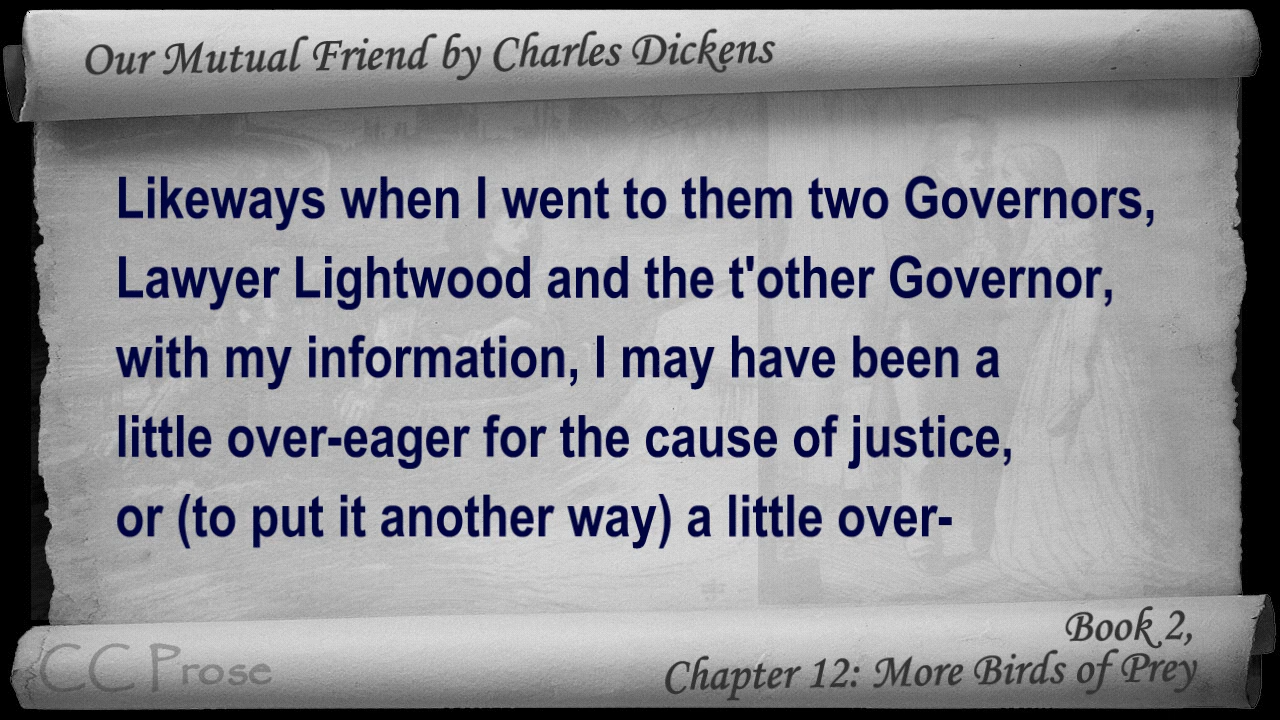 Our Mutual Friend by Charles Dickens
Likeways when I went to them two Governors,
Lawyer Lightwood and the t'other Governor,
with my information, I may have been a
little over-eager for the cause of justice,
or (to put it another way) a little over-
Book 2,
CC Prose
Chapter 12: More Birds of Prey